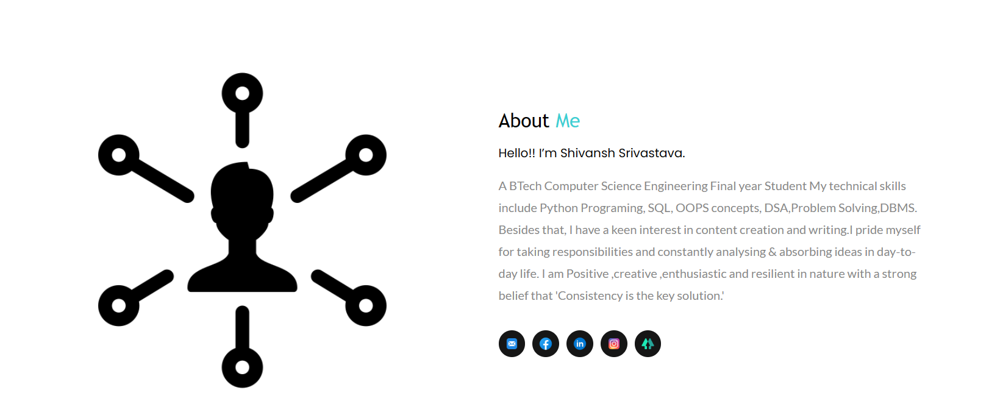 About Me
Hello!! I’m Shivansh Srivastava.
A BTech Computer Science Engineering Final year Student My technical skills
include Python Programing, SQL, OOPS concepts, DSA,Problem Solving,DBMS.
Besides that, I have a keen interest in content creation and writing.I pride myself
for taking responsibilities and constantly analysing & absorbing ideas in day-to-
day life. I am Positive ,creative ,enthusiastic and resilient in nature with a strong
belief that 'Consistency is the key solution.'